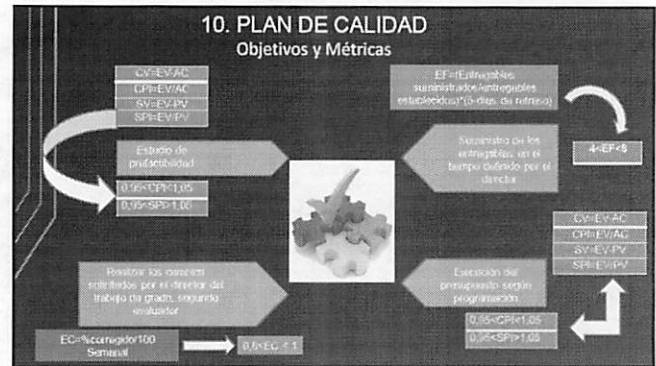 10. PLAN DE CALIDAD
Objetivos y Métricas
CV=EV-AC
CPI=EV/AC
SV=EV-PV
SPI=EV/PV
Estudio de
prefactibilidad
0,95<CPI<1,05
0,95<SPI>1,05
EF=(Entregables
suministrados/entregables
establecidos)*(5-dias de retraso)
Suministro de los
entregables en el
tiempo definido por el
director
4<EF<5
Realizar los cambios
solicitados por el director del
trabajo de grado, segundo
evaluador
EC=%corregido/100
Semanal
Ejecución del
presupuesto según
programación
CV=EV-AC
CPI=EV/AC
SV=EV-PV
SPI=EV/PV
0,95<CPI<1,05
0,95<SPI>1,05